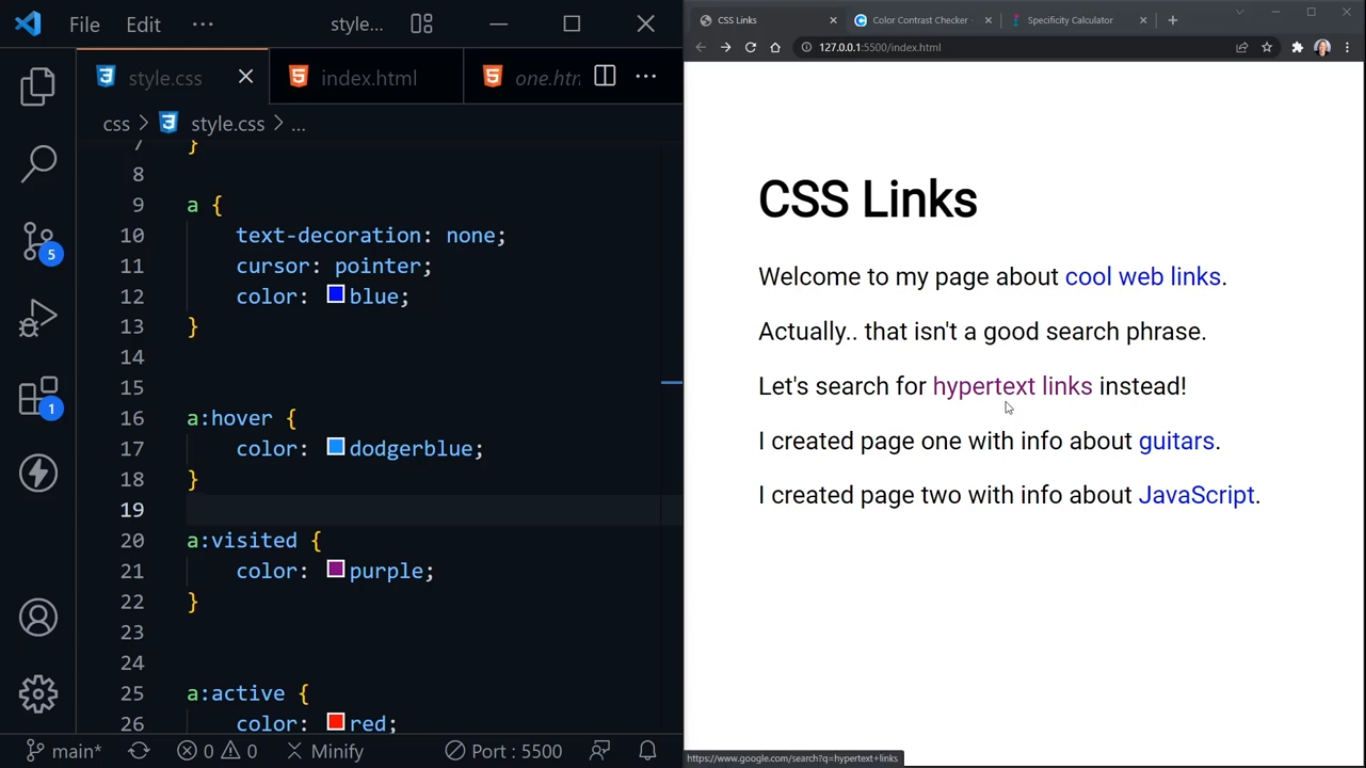 File Edit ··· style...
style.css index.html one.htn ···
css > style.css > ...
7 }
8
9 a {
10 text-decoration: none;
11 cursor: pointer;
12 color: blue;
13 }
14
15
16 a:hover {
17 color: dodgerblue;
18 }
19
20 a:visited {
21 color: purple;
22 }
23
24
25 a:active {
26 color: red;
5
1
main* 0 0 Minify Port : 5500
CSS Links Color Contrast Checker - Specificity Calculator
127.0.0.1:5500/index.html
CSS Links
Welcome to my page about cool web links.
Actually.. that isn't a good search phrase.
Let's search for hypertext links instead!
I created page one with info about guitars.
I created page two with info about JavaScript.
https://www.google.com/search?q=hypertext+links